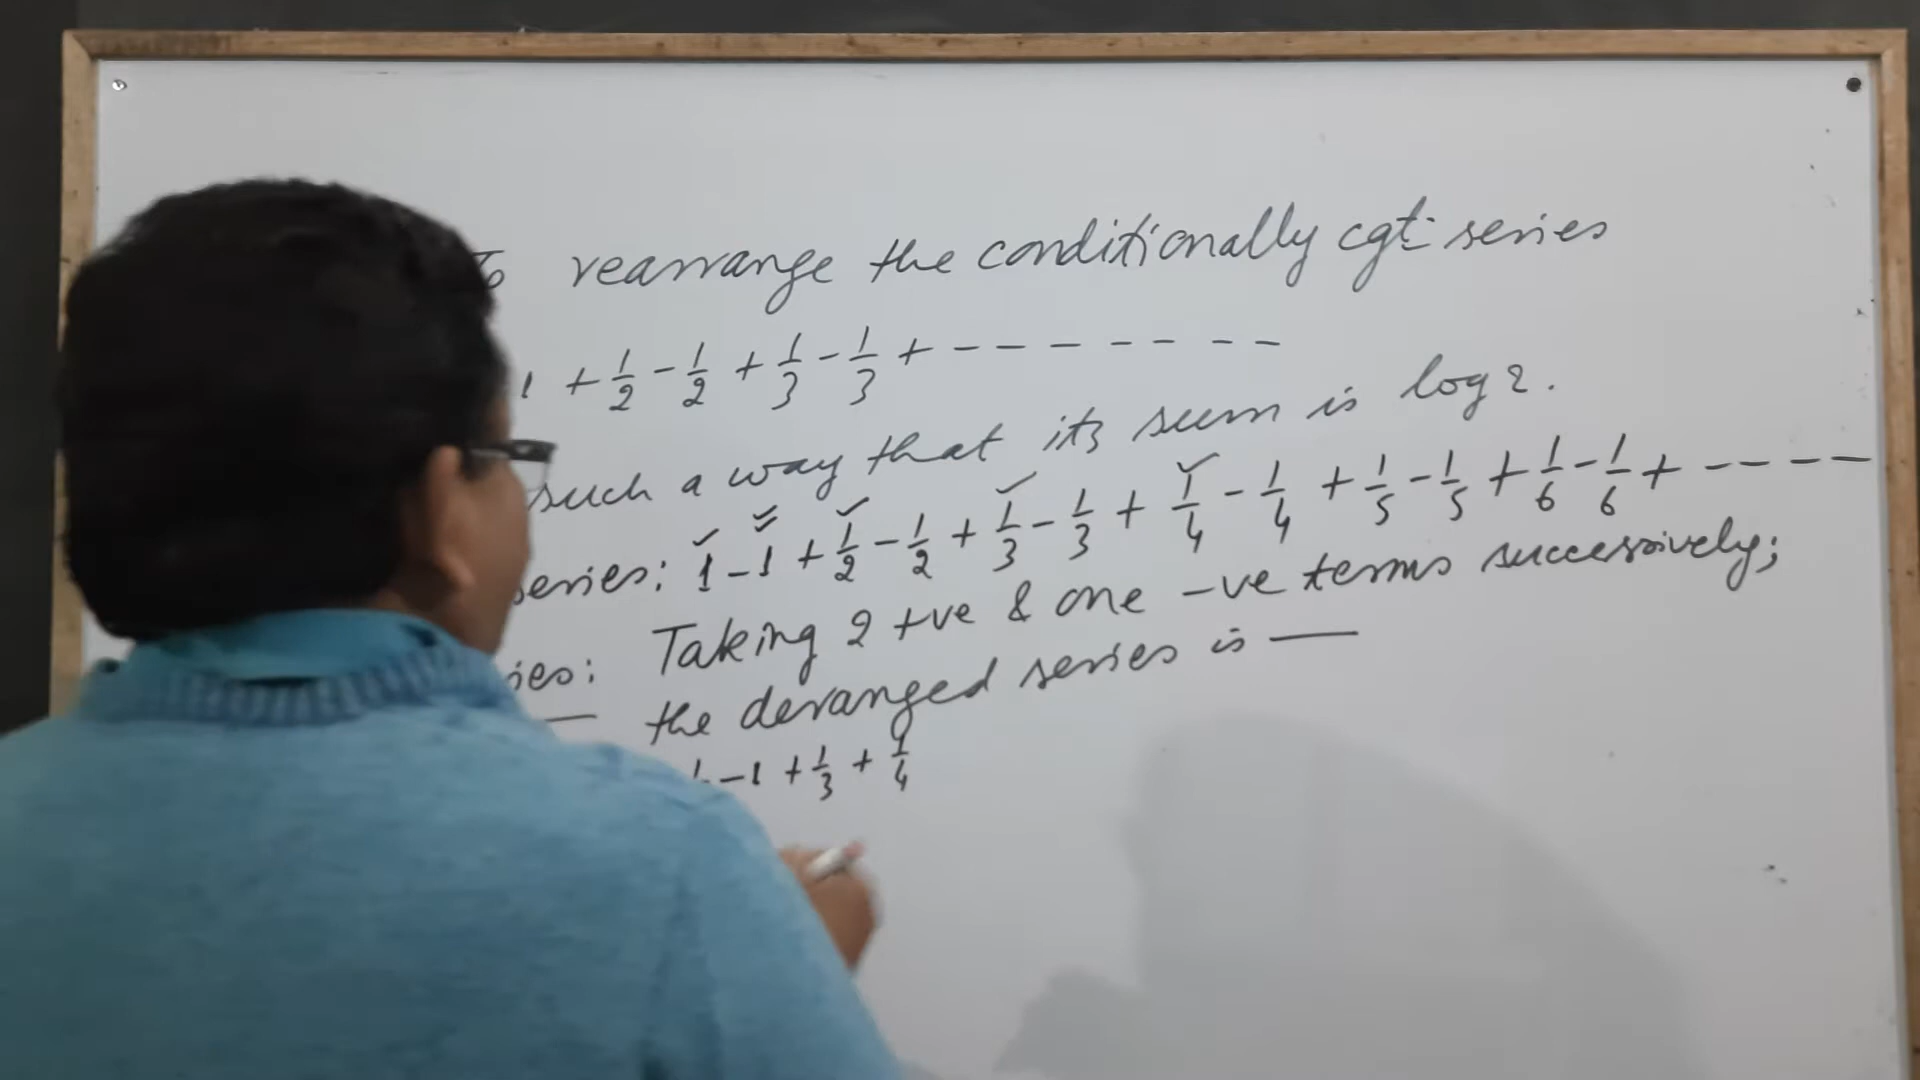 To rearrange the conditionally cgt. series
1 + 1/2 - 1/2 + 1/3 - 1/3 + - - - - - - - -
such a way that its sum is log 2.
series: 1 - 1 + 1/2 - 1/2 + 1/3 - 1/3 + 1/4 - 1/4 + 1/5 - 1/5 + 1/6 - 1/6 + - - - -
ies: Taking 2 +ve & one -ve terms successively;
the deranged series is —
- 1 + 1/3 + 1/4